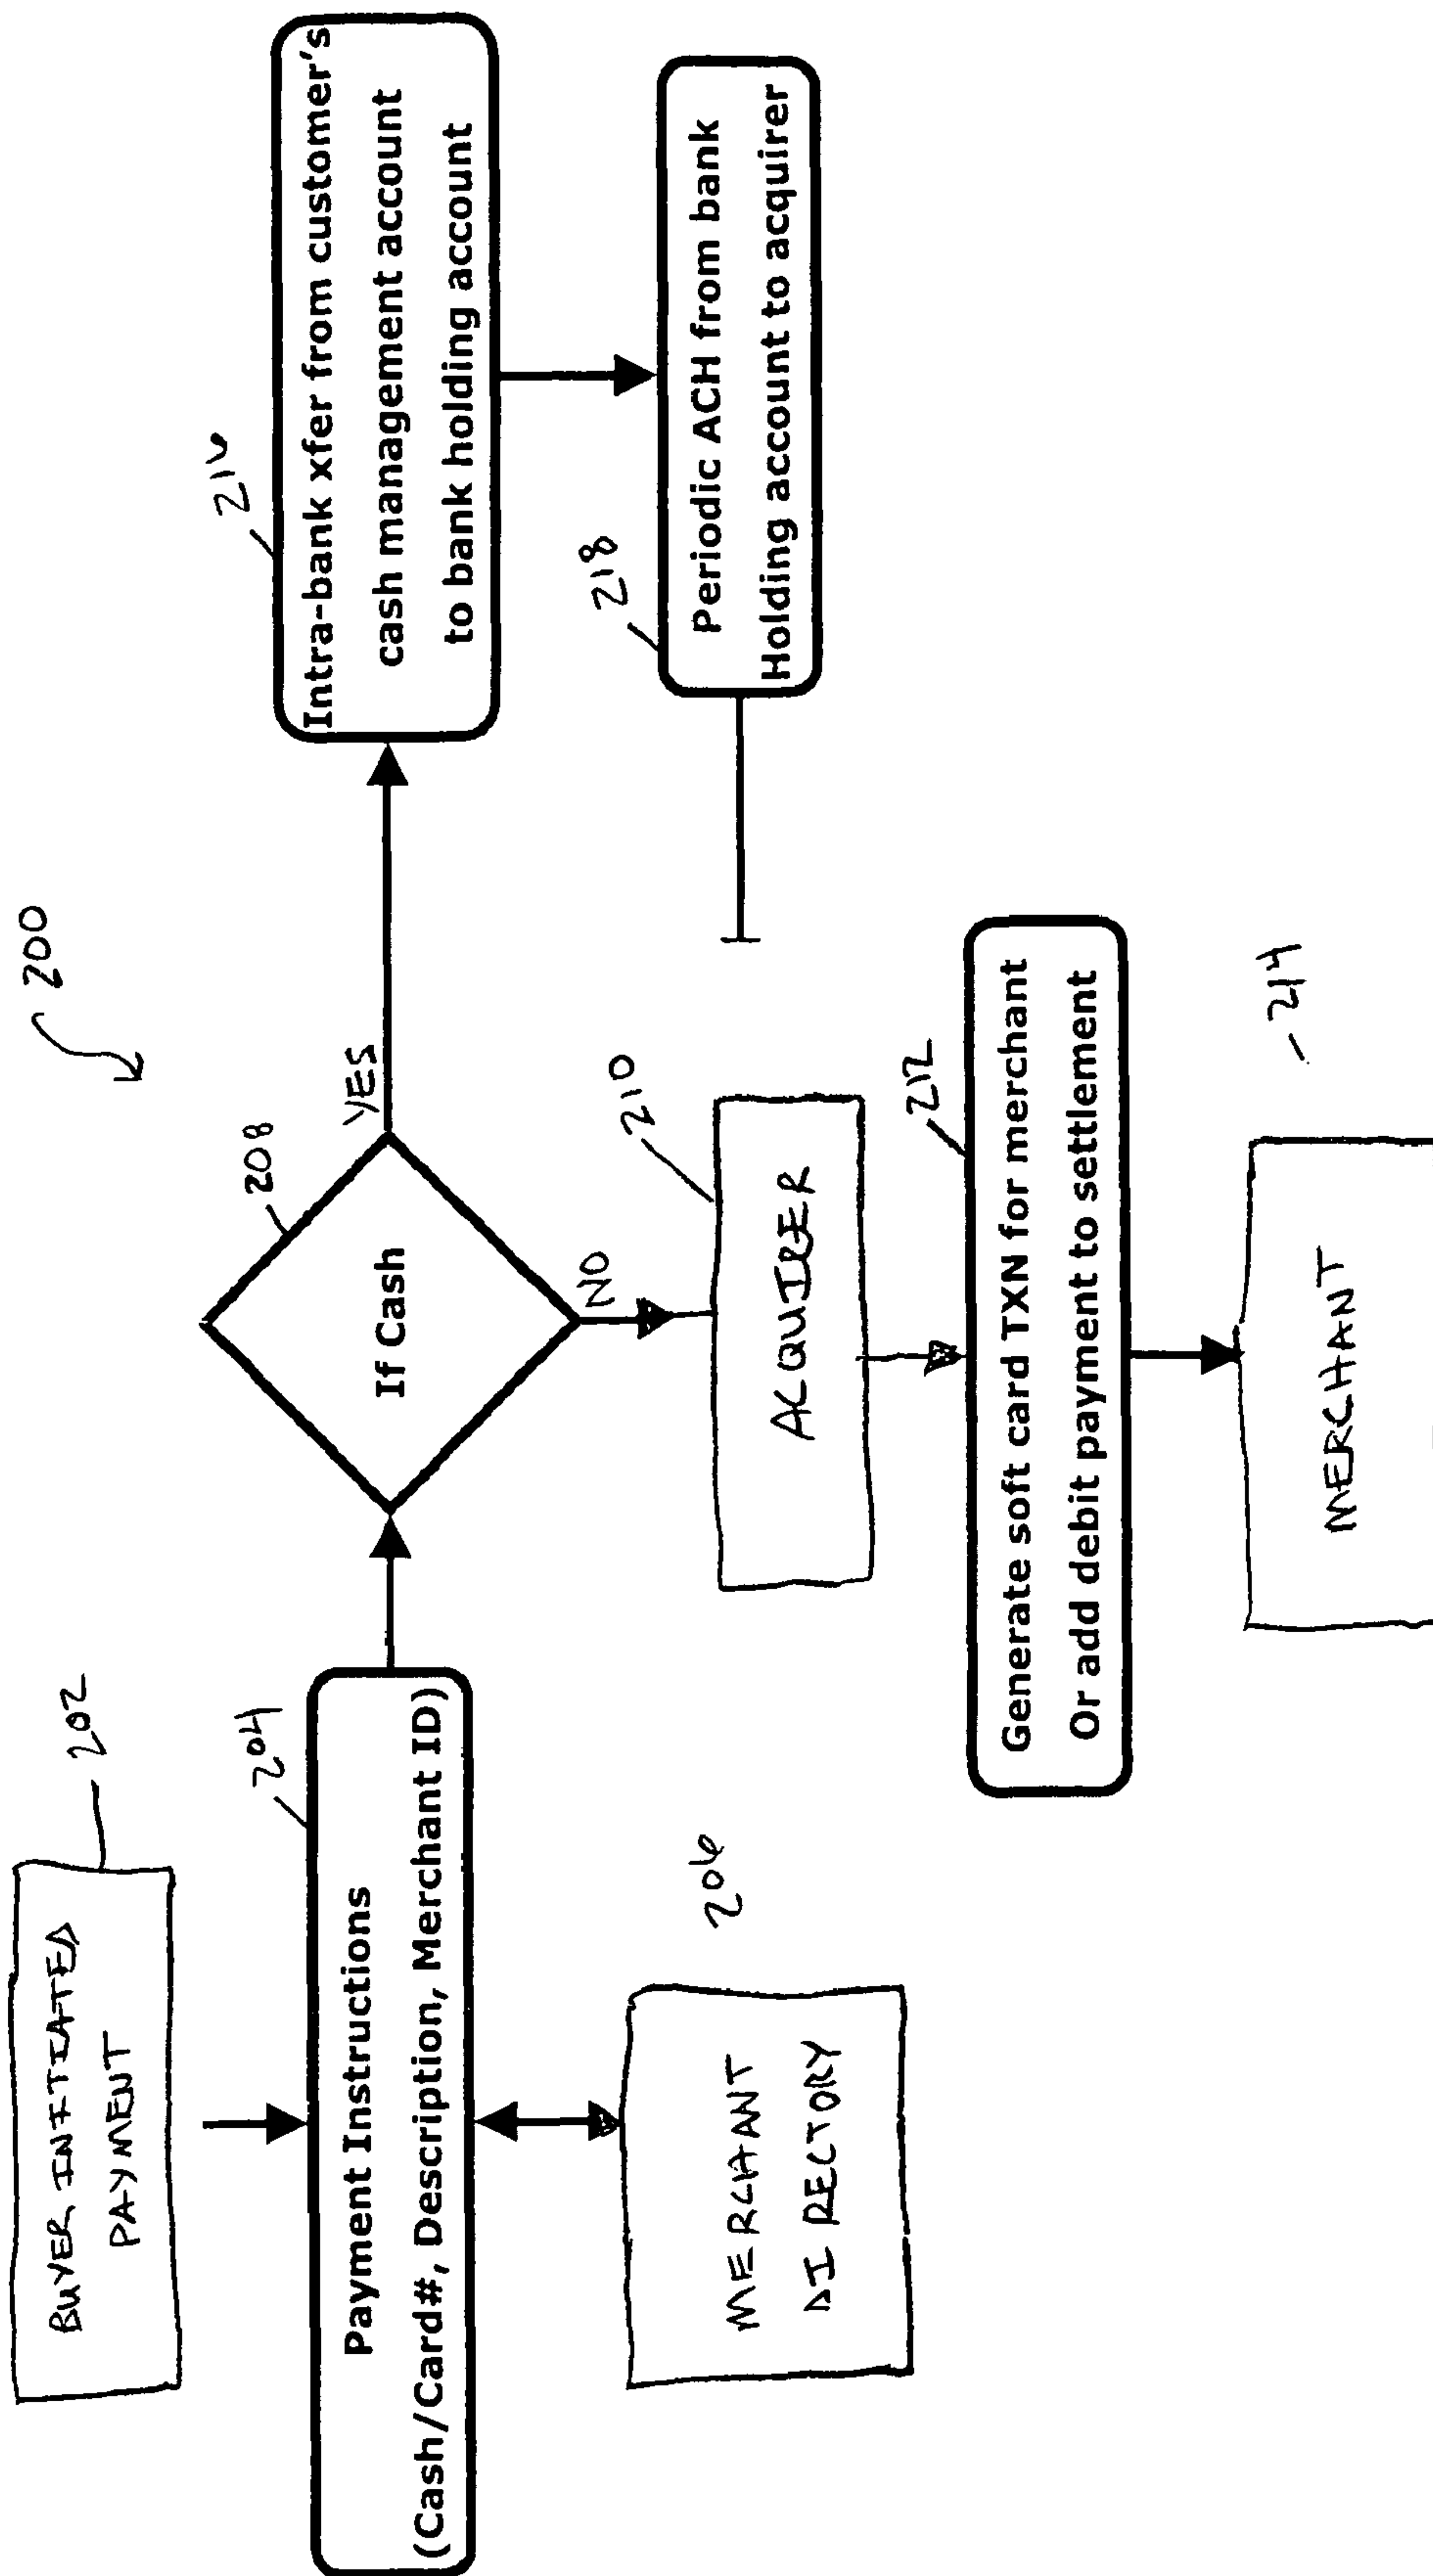 200
BUYER INITIATED
PAYMENT
202
204
Payment Instructions
(Cash/Card#, Description, Merchant ID)
206
MERCHANT
DIRECTORY
208
If Cash
YES
NO
210
ACQUIRER
212
Generate soft card TXN for merchant
Or add debit payment to settlement
214
MERCHANT
216
Intra-bank xfer from customer's
cash management account
to bank holding account
218
Periodic ACH from bank
Holding account to acquirer